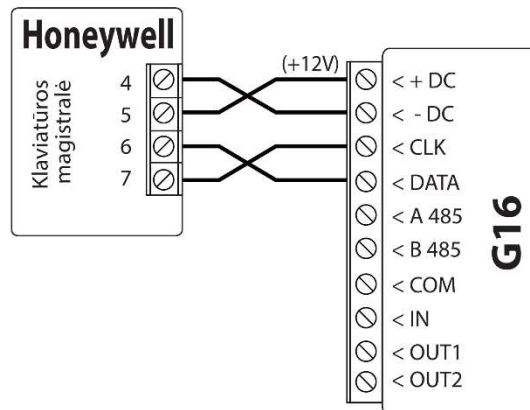 Honeywell
Klaviatūros
magistralė
4
5
6
7
(+12V)
< + DC
< - DC
< CLK
< DATA
< A 485
< B 485
< COM
< IN
< OUT1
< OUT2
G16